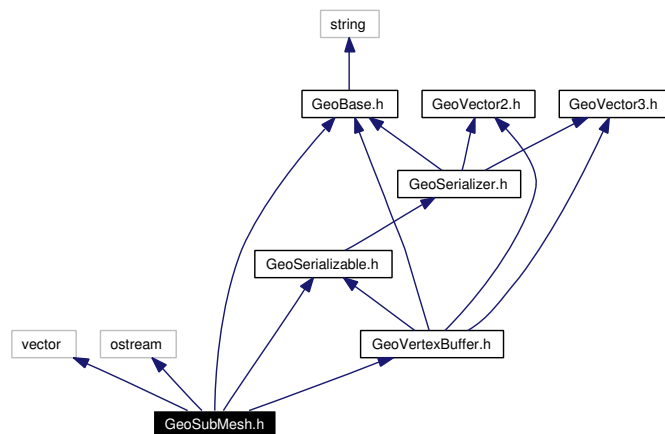 string
GeoBase.h
GeoVector2.h
GeoVector3.h
GeoSerializer.h
GeoSerializable.h
vector
ostream
GeoVertexBuffer.h
GeoSubMesh.h